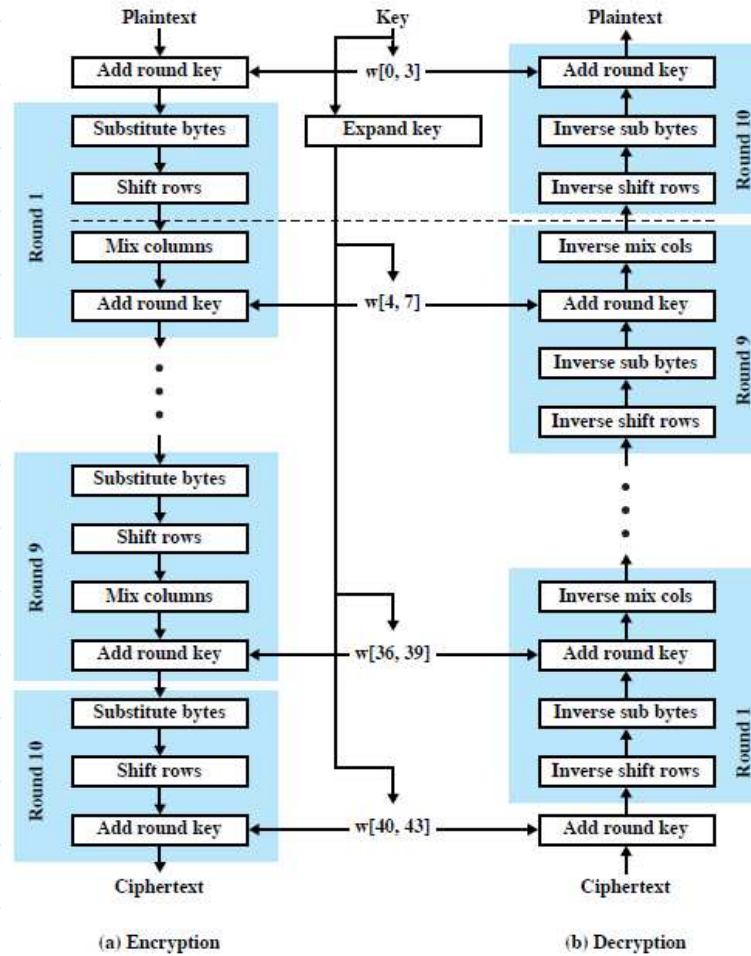 Plaintext
Key
Plaintext
Add round key
w[0, 3]
Add round key
Round 1
Substitute bytes
Expand key
Inverse sub bytes
Round 10
Shift rows
Inverse shift rows
Mix columns
Inverse mix cols
Add round key
w[4, 7]
Add round key
Round 9
Inverse sub bytes
Inverse shift rows
Round 9
Substitute bytes
Shift rows
Mix columns
Inverse mix cols
Add round key
w[36, 39]
Add round key
Round 1
Round 10
Substitute bytes
Inverse sub bytes
Shift rows
Inverse shift rows
Add round key
w[40, 43]
Add round key
Ciphertext
Ciphertext
(a) Encryption
(b) Decryption